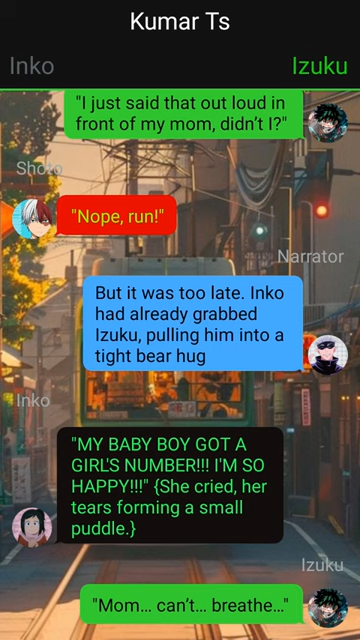 Kumar Ts
Inko
Izuku
"I just said that out loud in
front of my mom, didn’t I?"
Shoto
"Nope, run!"
Narrator
But it was too late. Inko
had already grabbed
Izuku, pulling him into a
tight bear hug
Inko
"MY BABY BOY GOT A
GIRL'S NUMBER!!! I'M SO
HAPPY!!!" {She cried, her
tears forming a small
puddle.}
Izuku
"Mom… can’t… breathe…"